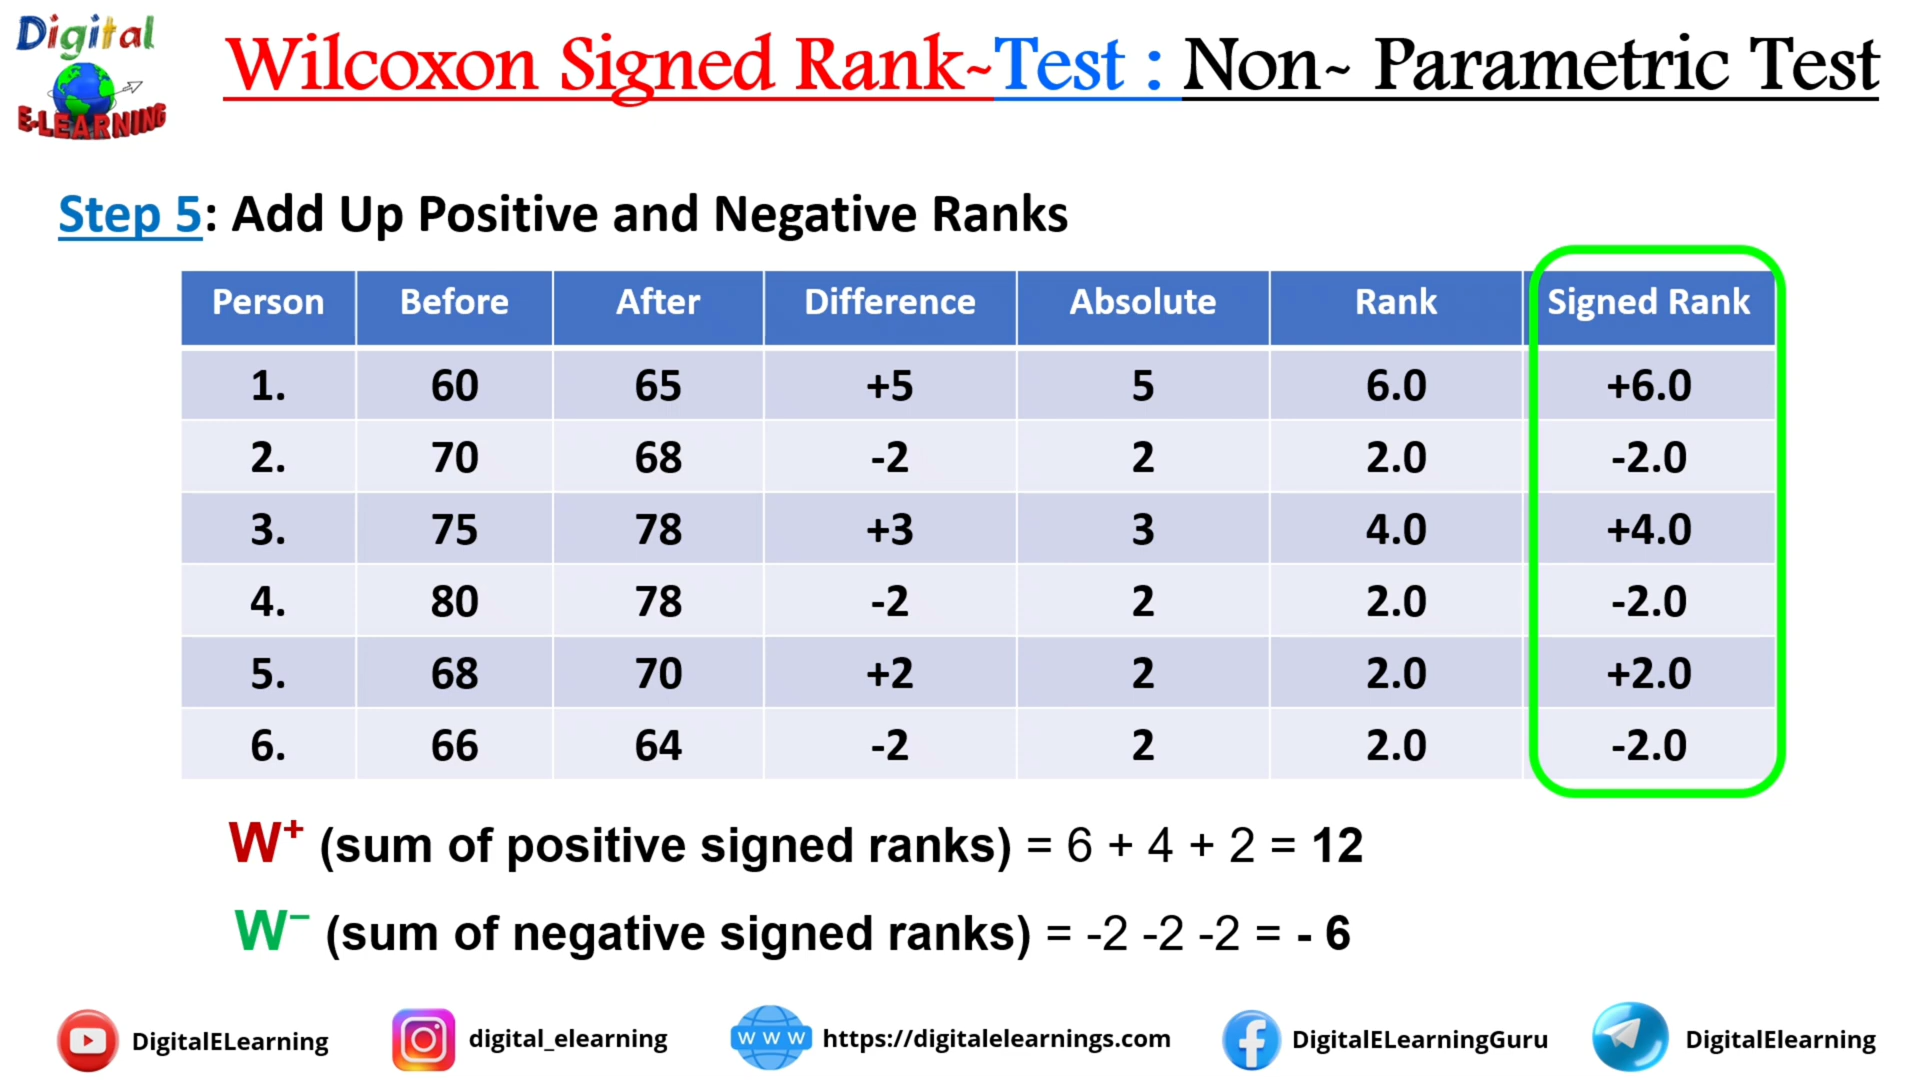 Digital
E-LEARNING
Wilcoxon Signed Rank-Test : Non- Parametric Test
Step 5: Add Up Positive and Negative Ranks
Person Before After Difference Absolute Rank Signed Rank
1. 60 65 +5 5 6.0 +6.0
2. 70 68 -2 2 2.0 -2.0
3. 75 78 +3 3 4.0 +4.0
4. 80 78 -2 2 2.0 -2.0
5. 68 70 +2 2 2.0 +2.0
6. 66 64 -2 2 2.0 -2.0
W⁺ (sum of positive signed ranks) = 6 + 4 + 2 = 12
W⁻ (sum of negative signed ranks) = -2 -2 -2 = - 6
DigitalELearning digital_elearning W W W https://digitalelearnings.com DigitalELearningGuru DigitalElearning